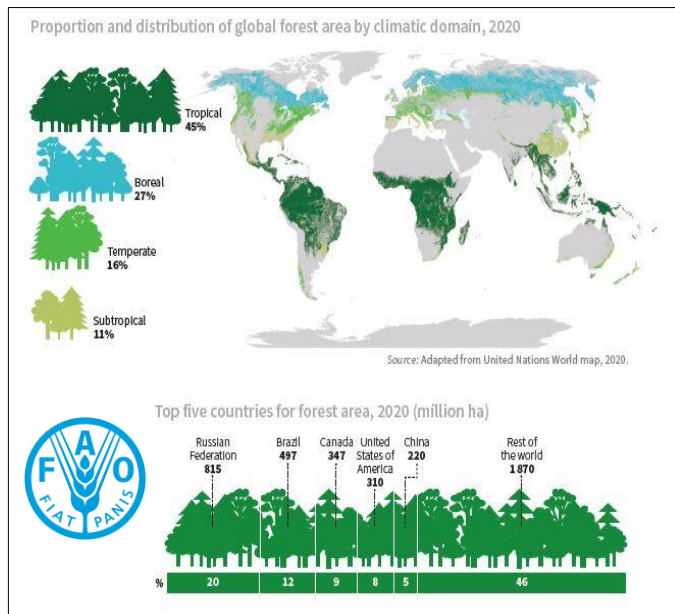 Proportion and distribution of global forest area by climatic domain, 2020
Tropical
45%
Boreal
27%
Temperate
16%
Subtropical
11%
Source: Adapted from United Nations World map, 2020.
Top five countries for forest area, 2020 (míllion ha)
Russian
Federation
815
Brazil
497
Canada
347
United
States of
America
310
China
220
Rest of
the world
1 870
% 20 12 9 8 5 46
F A O
FIAT PANIS